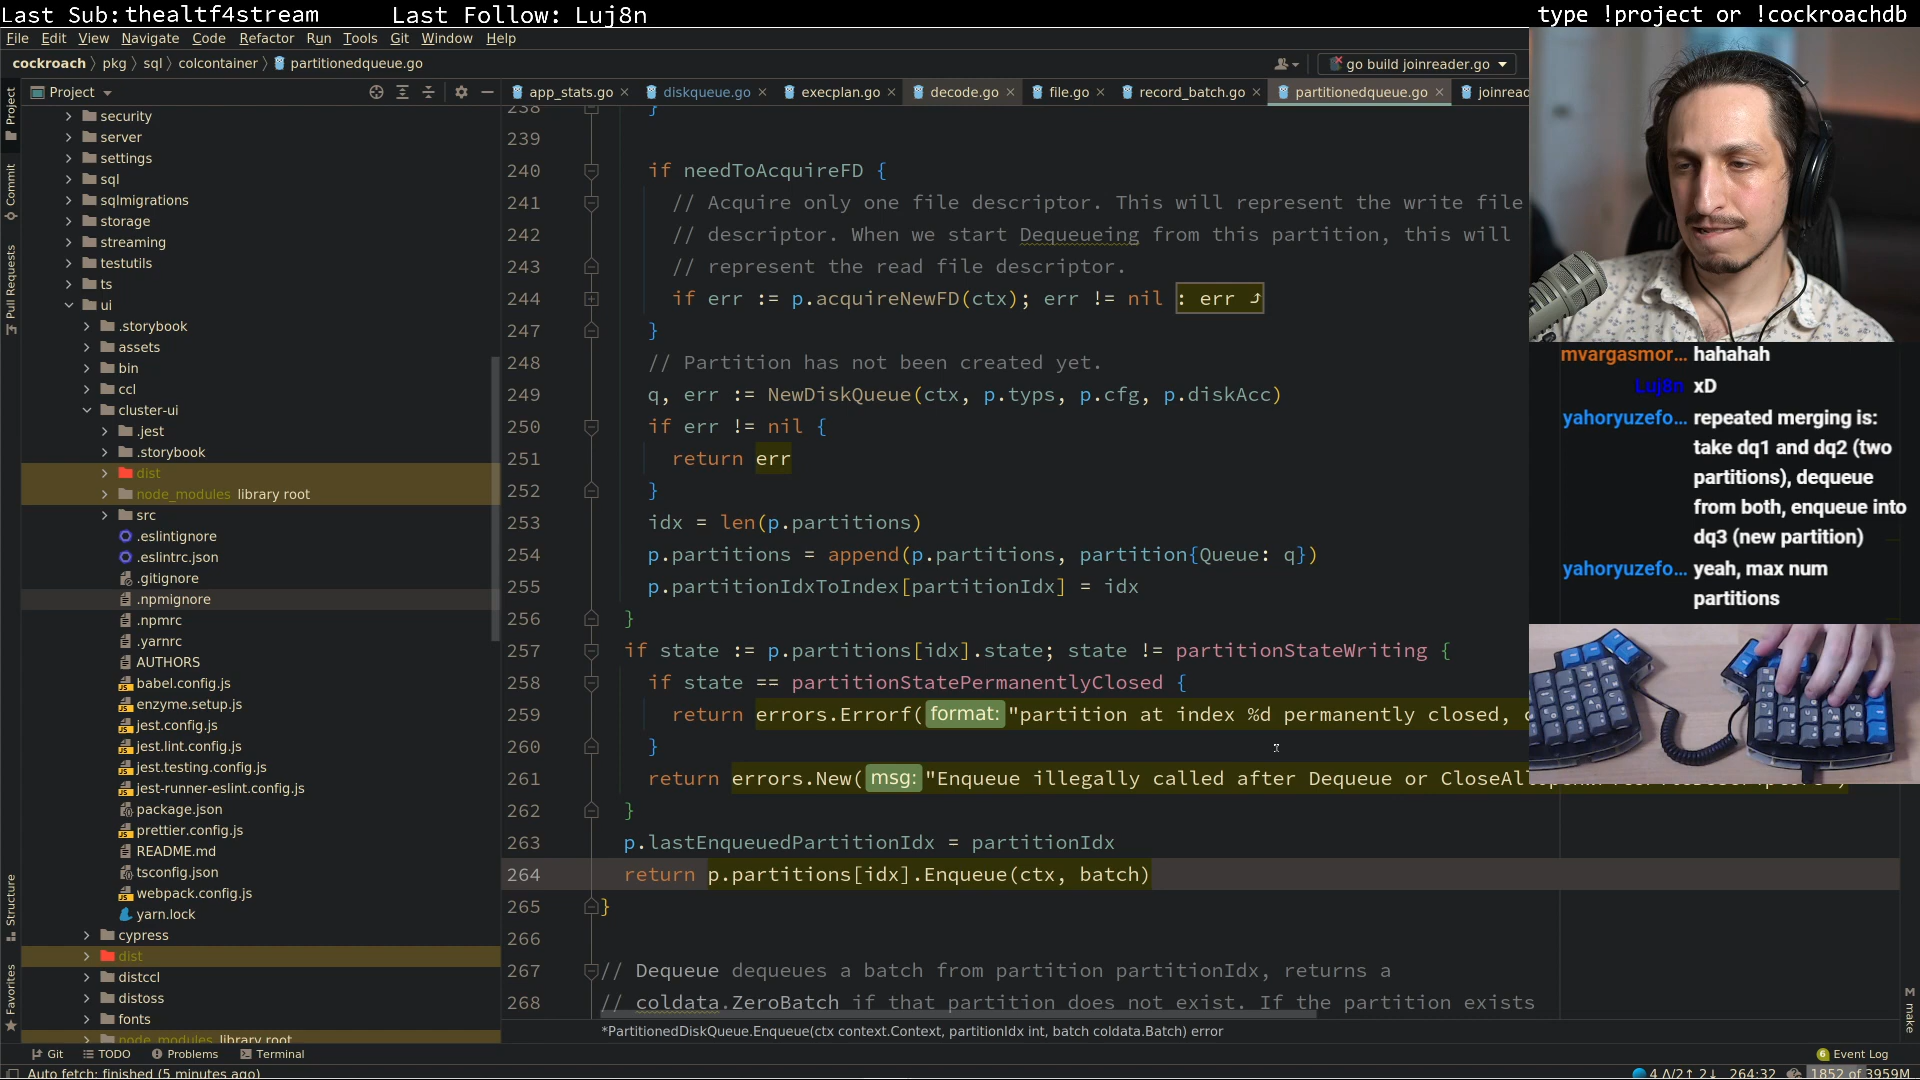 Last Sub:thealtf4stream Last Follow: Luj8n type !project or !cockroachdb
File Edit View Navigate Code Refactor Run Tools Git Window Help
cockroach pkg sql colcontainer partitionedqueue.go go build joinreader.go
Project
app_stats.go diskqueue.go execplan.go decode.go file.go record_batch.go partitionedqueue.go joinread
Project
Commit
Pull Requests
Structure
Favorites
security
server
settings
sql
sqlmigrations
storage
streaming
testutils
ts
ui
.storybook
assets
bin
ccl
cluster-ui
.jest
.storybook
dist
node_modules library root
src
.eslintignore
.eslintrc.json
.gitignore
.npmignore
.npmrc
.yarnrc
AUTHORS
babel.config.js
enzyme.setup.js
jest.config.js
jest.lint.config.js
jest.testing.config.js
jest-runner-eslint.config.js
package.json
prettier.config.js
README.md
tsconfig.json
webpack.config.js
yarn.lock
cypress
dist
distccl
distoss
fonts
node_modules library root
238 }
239
240 if needToAcquireFD {
241 // Acquire only one file descriptor. This will represent the write file
242 // descriptor. When we start Dequeueing from this partition, this will
243 // represent the read file descriptor.
244 if err := p.acquireNewFD(ctx); err != nil : err
247 }
248 // Partition has not been created yet.
249 q, err := NewDiskQueue(ctx, p.typs, p.cfg, p.diskAcc)
250 if err != nil {
251 return err
252 }
253 idx = len(p.partitions)
254 p.partitions = append(p.partitions, partition{Queue: q})
255 p.partitionIdxToIndex[partitionIdx] = idx
256 }
257 if state := p.partitions[idx].state; state != partitionStateWriting {
258 if state == partitionStatePermanentlyClosed {
259 return errors.Errorf( format: "partition at index %d permanently closed,
260 }
261 return errors.New( msg: "Enqueue illegally called after Dequeue or
262 }
263 p.lastEnqueuedPartitionIdx = partitionIdx
264 return p.partitions[idx].Enqueue(ctx, batch)
265 }
266
267 // Dequeue dequeues a batch from partition partitionIdx, returns a
268 // coldata.ZeroBatch if that partition does not exist. If the partition exists
*PartitionedDiskQueue.Enqueue(ctx context.Context, partitionIdx int, batch coldata.Batch) error
mvargasmor... hahahah
Luj8n xD
yahoryuzefo... repeated merging is:
take dq1 and dq2 (two
partitions), dequeue
from both, enqueue into
dq3 (new partition)
yahoryuzefo... yeah, max num
partitions
make
Git TODO Problems Terminal 6 Event Log
Auto fetch: finished (5 minutes ago) 264:32 1852 of 3959M